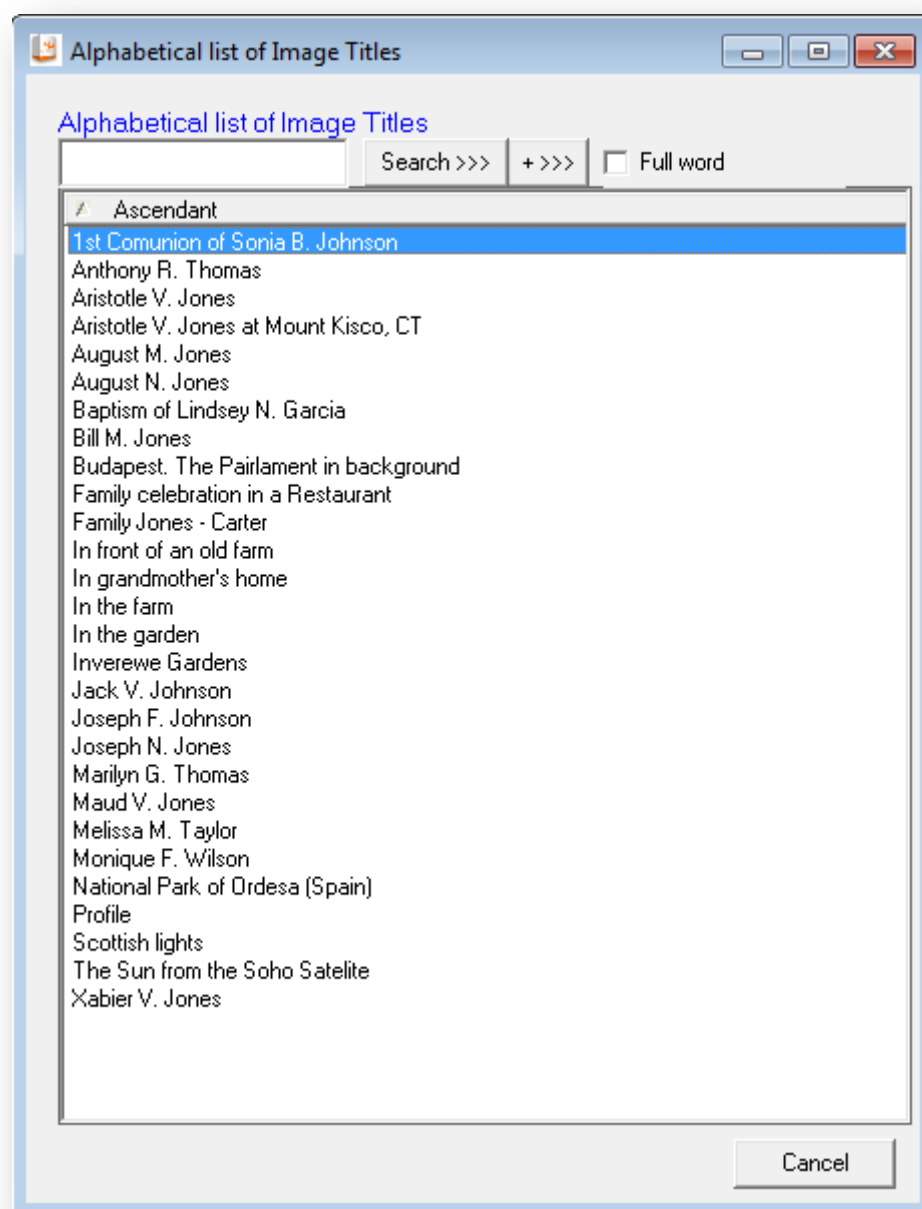 Alphabetical list of Image Titles
Alphabetical list of Image Titles
Search >>> + >>> Full word
Ascendant
1st Comunion of Sonia B. Johnson
Anthony R. Thomas
Aristotle V. Jones
Aristotle V. Jones at Mount Kisco, CT
August M. Jones
August N. Jones
Baptism of Lindsey N. Garcia
Bill M. Jones
Budapest. The Pairlament in background
Family celebration in a Restaurant
Family Jones - Carter
In front of an old farm
In grandmother's home
In the farm
In the garden
Inverewe Gardens
Jack V. Johnson
Joseph F. Johnson
Joseph N. Jones
Marilyn G. Thomas
Maud V. Jones
Melissa M. Taylor
Monique F. Wilson
National Park of Ordesa (Spain)
Profile
Scottish lights
The Sun from the Soho Satelite
Xabier V. Jones
Cancel